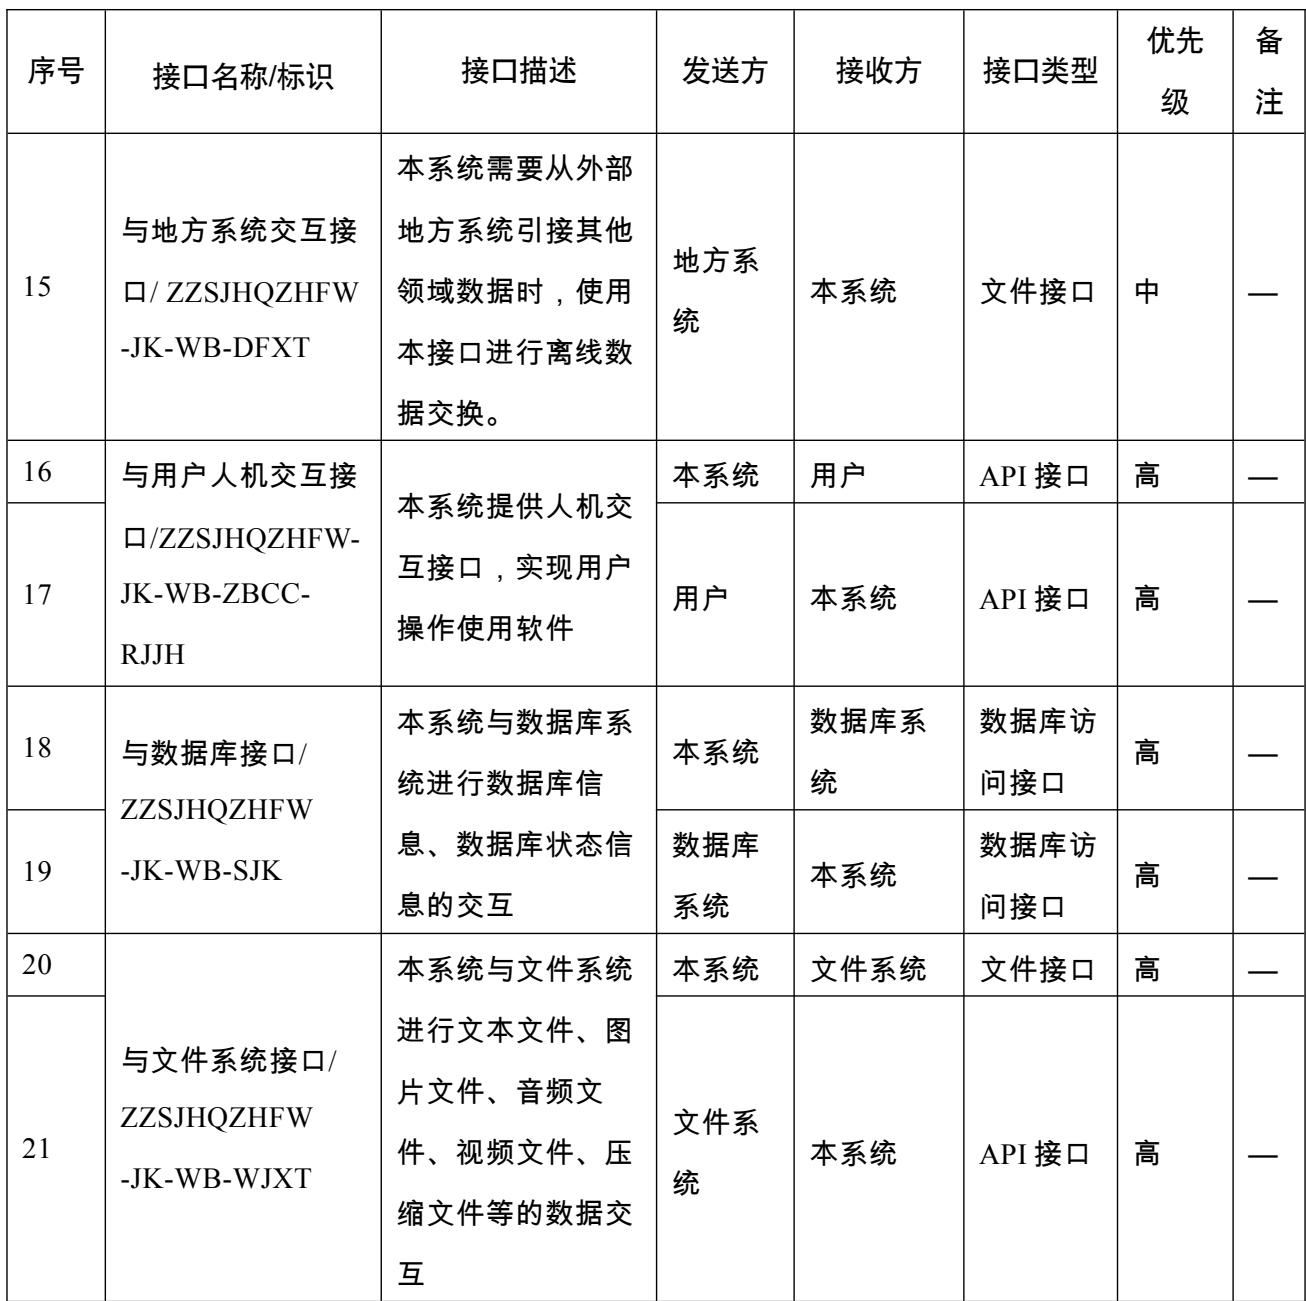 序号 接口名称/标识 接口描述 发送方 接收方 接口类型 优先 备
级 注
15
与地方系统交互接
口/ ZZSJHQZHFW
-JK-WB-DFXT
本系统需要从外部
地方系统引接其他
领域数据时，使用
本接口进行离线数
据交换。
地方系
统
本系统
文件接口
中
—
16
与用户人机交互接
口/ZZSJHQZHFW-
JK-WB-ZBCC-
RJJH
本系统提供人机交
互接口，实现用户
操作使用软件
本系统
用户
API 接口
高
—
17
用户
本系统
API 接口
高
—
18
与数据库接口/
ZZSJHQZHFW
-JK-WB-SJK
本系统与数据库系
统进行数据库信
息、数据库状态信
息的交互
本系统
数据库系
统
数据库访
问接口
高
—
19
数据库
系统
本系统
数据库访
问接口
高
—
20
与文件系统接口/
ZZSJHQZHFW
-JK-WB-WJXT
本系统与文件系统
进行文本文件、图
片文件、音频文
件、视频文件、压
缩文件等的数据交
互
本系统
文件系统
文件接口
高
—
21
文件系
统
本系统
API 接口
高
—